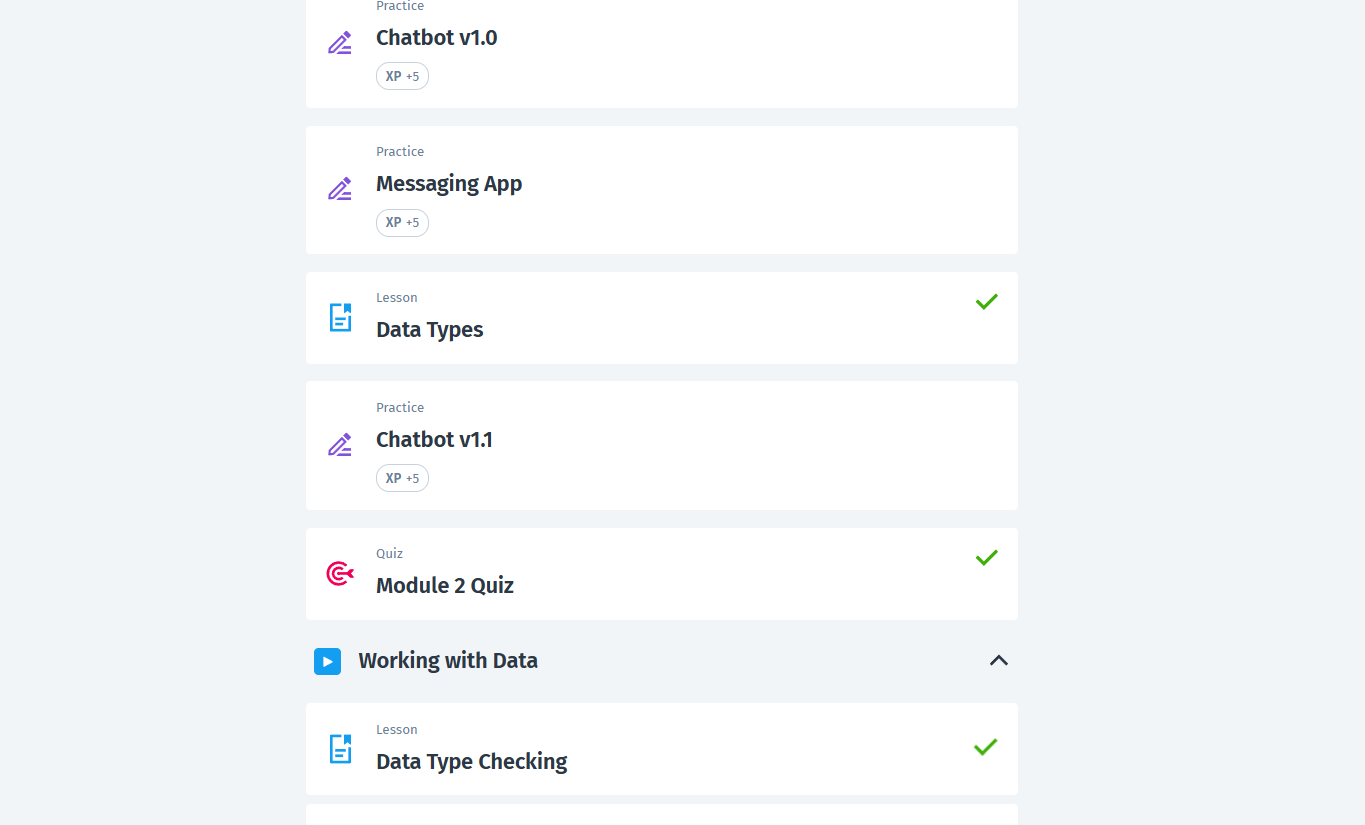 Practice
Chatbot v1.0
XP +5
Practice
Messaging App
XP +5
Lesson
Data Types
Practice
Chatbot v1.1
XP +5
Quiz
Module 2 Quiz
Working with Data
Lesson
Data Type Checking